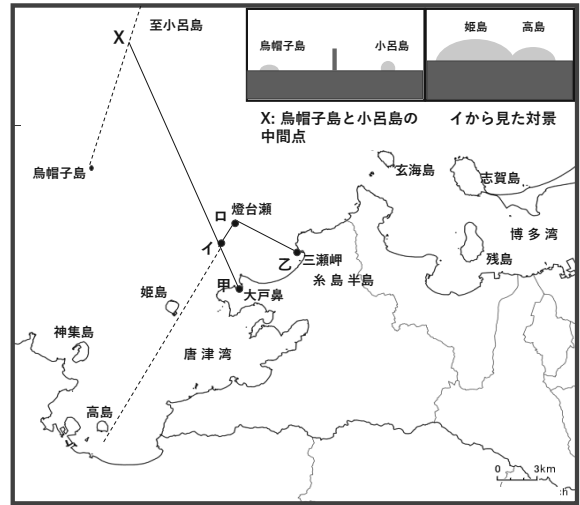 至小呂島
X
烏帽子島
小呂島
姫島
高島
X: 烏帽子島と小呂島の
中間点
イから見た対景
烏帽子島
玄海島
志賀島
博多湾
残島
ロ
燈台瀬
イ
乙
三瀬岬
糸島半島
甲
大戸鼻
姫島
神集島
唐津湾
高島
0 3km